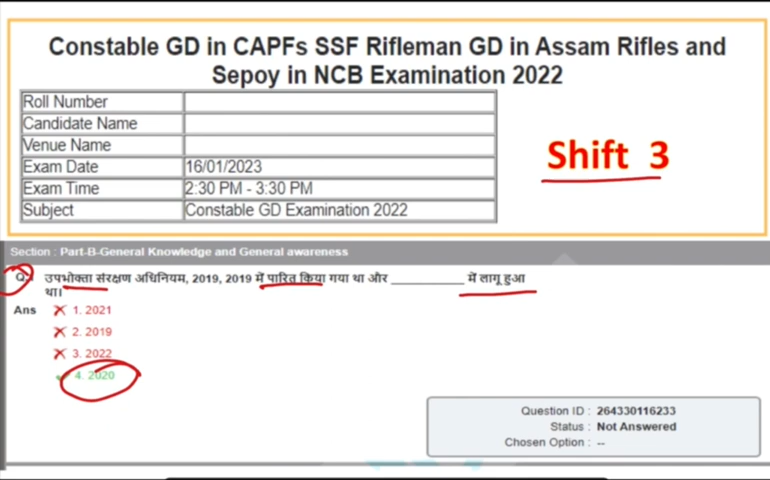 Constable GD in CAPFs SSF Rifleman GD in Assam Rifles and
Sepoy in NCB Examination 2022
Roll Number
Candidate Name
Venue Name
Exam Date 16/01/2023
Exam Time 2:30 PM - 3:30 PM
Subject Constable GD Examination 2022
Shift 3
Section : Part-B-General Knowledge and General awareness
Q. उपभोक्ता संरक्षण अधिनियम, 2019, 2019 में पारित किया गया था और __________ में लागू हुआ
था।
Ans 1. 2021
2. 2019
3. 2022
4. 2020
Question ID : 264330116233
Status : Not Answered
Chosen Option : --